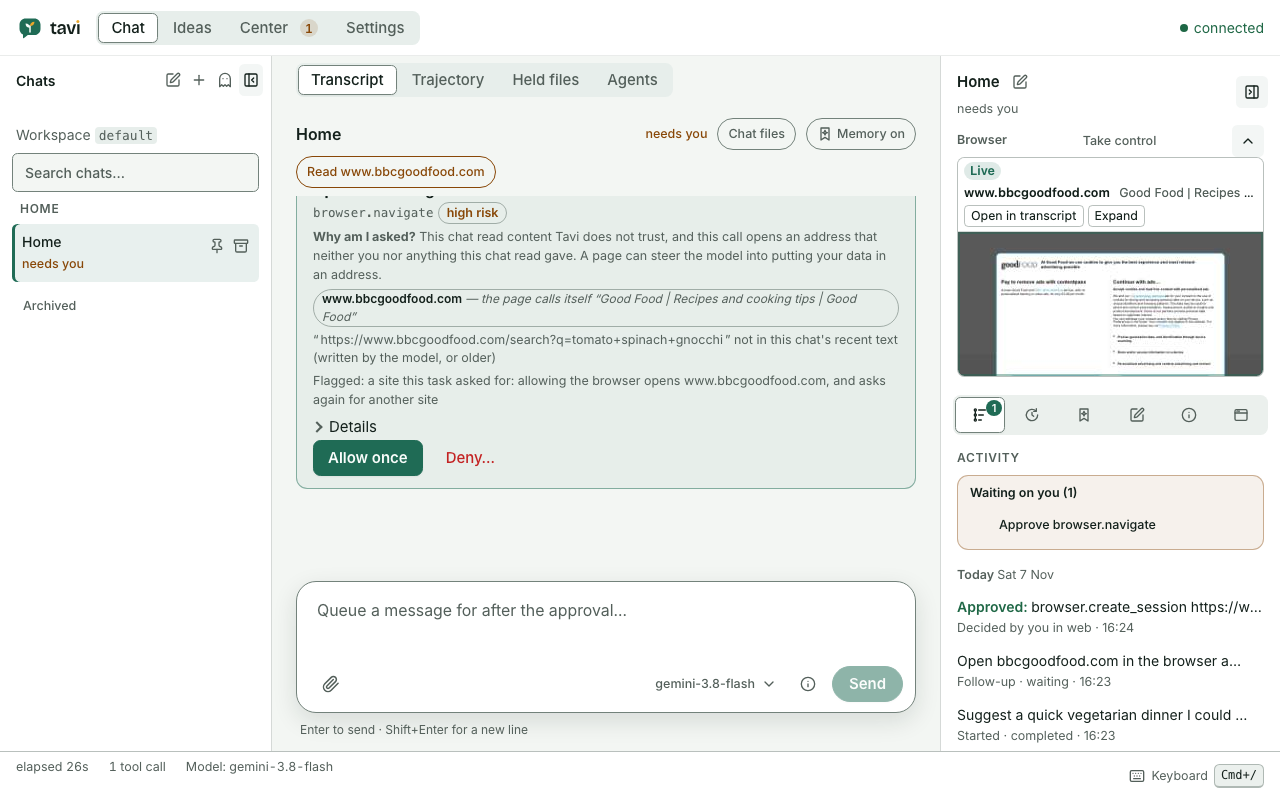 tavi
Chat
Ideas
Center 1
Settings
connected
Chats
Workspace default
Search chats...
HOME
Home
needs you
Archived
Transcript
Trajectory
Held files
Agents
Home
needs you
Chat files
Memory on
Read www.bbcgoodfood.com
browser.navigate high risk
Why am I asked? This chat read content Tavi does not trust, and this call opens an address that
neither you nor anything this chat read gave. A page can steer the model into putting your data in
an address.
www.bbcgoodfood.com — the page calls itself “Good Food | Recipes and cooking tips | Good
Food”
“https://www.bbcgoodfood.com/search?q=tomato+spinach+gnocchi” not in this chat's recent text
(written by the model, or older)
Flagged: a site this task asked for: allowing the browser opens www.bbcgoodfood.com, and asks
again for another site
Details
Allow once
Deny...
Queue a message for after the approval...
gemini-3.8-flash
Send
Enter to send · Shift+Enter for a new line
Home
needs you
Browser
Take control
Live
www.bbcgoodfood.com Good Food | Recipes ...
Open in transcript
Expand
goodfood
Continue with ads...
1
ACTIVITY
Waiting on you (1)
Approve browser.navigate
Today Sat 7 Nov
Approved: browser.create_session https://w...
Decided by you in web · 16:24
Open bbcgoodfood.com in the browser a...
Follow-up · waiting · 16:23
Suggest a quick vegetarian dinner I could ...
Started · completed · 16:23
elapsed 26s
1 tool call
Model: gemini-3.8-flash
Keyboard Cmd+/